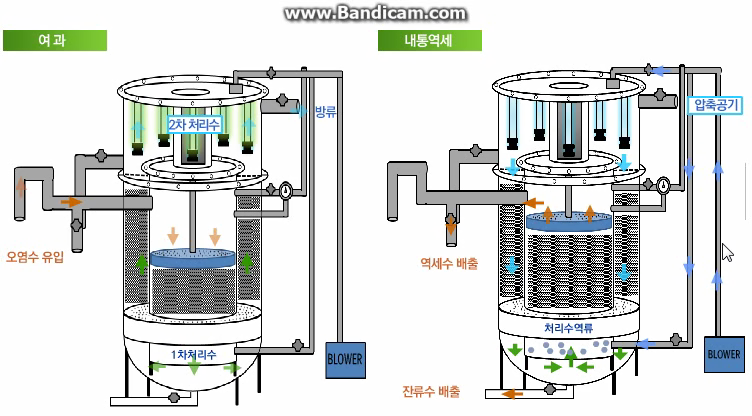 www.Bandicam.com
여 과
내통역세
2차 처리수
방류
압축공기
오염수 유입
역세수 배출
1차처리수
처리수역류
BLOWER
BLOWER
잔류수 배출